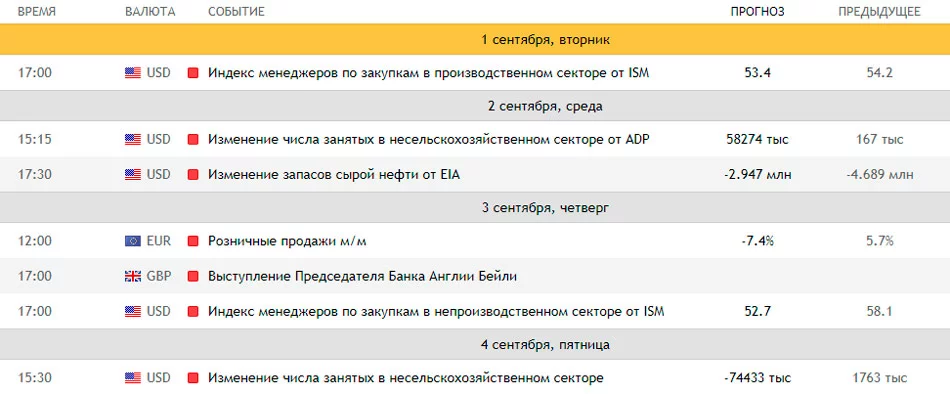 ВРЕМЯ ВАЛЮТА СОБЫТИЕ ПРОГНОЗ ПРЕДЫДУЩЕЕ
1 сентября, вторник
17:00 USD Индекс менеджеров по закупкам в производственном секторе от ISM 53.4 54.2
2 сентября, среда
15:15 USD Изменение числа занятых в несельскохозяйственном секторе от ADP 58274 тыс 167 тыс
17:30 USD Изменение запасов сырой нефти от EIA -2.947 млн -4.689 млн
3 сентября, четверг
12:00 EUR Розничные продажи м/м -7.4% 5.7%
17:00 GBP Выступление Председателя Банка Англии Бейли
17:00 USD Индекс менеджеров по закупкам в непроизводственном секторе от ISM 52.7 58.1
4 сентября, пятница
15:30 USD Изменение числа занятых в несельскохозяйственном секторе -74433 тыс 1763 тыс